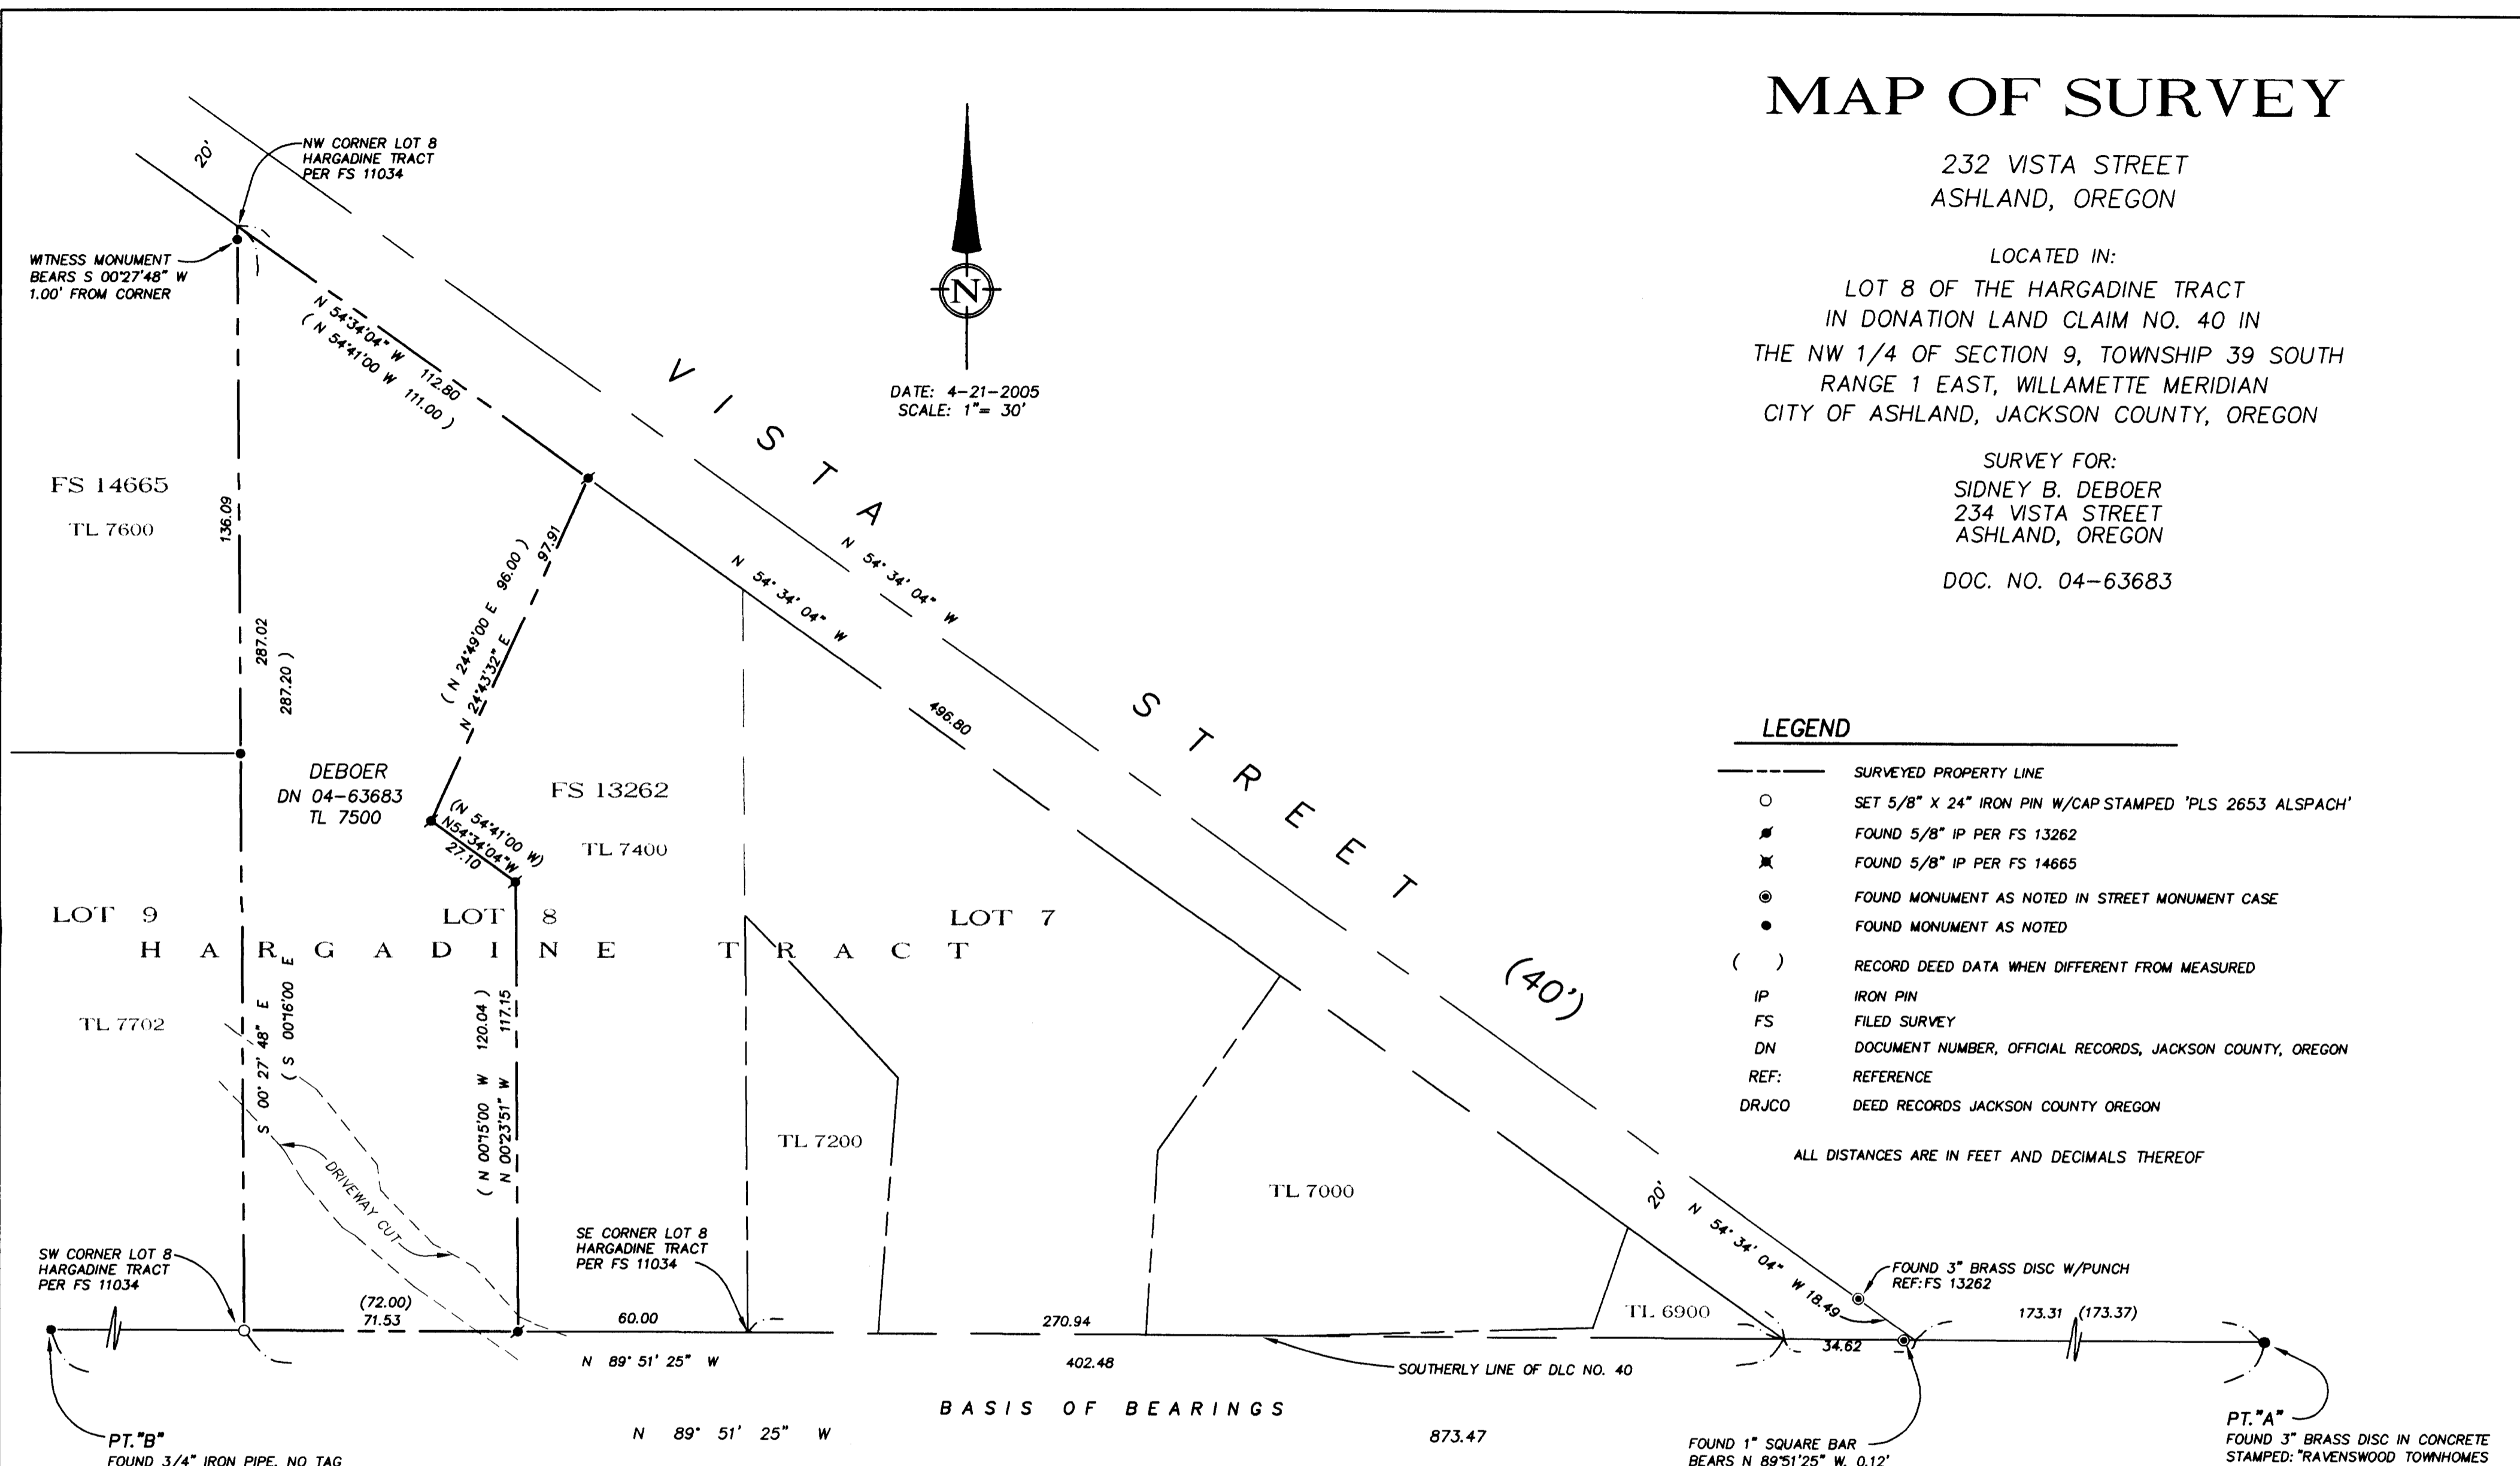 MAP OF SURVEY
232 VISTA STREET
ASHLAND, OREGON
LOCATED IN:
LOT 8 OF THE HARGADINE TRACT
IN DONATION LAND CLAIM NO. 40 IN
THE NW 1/4 OF SECTION 9, TOWNSHIP 39 SOUTH
RANGE 1 EAST, WILLAMETTE MERIDIAN
CITY OF ASHLAND, JACKSON COUNTY, OREGON
SURVEY FOR:
SIDNEY B. DEBOER
234 VISTA STREET
ASHLAND, OREGON
DOC. NO. 04-63683
20'
NW CORNER LOT 8
HARGADINE TRACT
PER FS 11034
WITNESS MONUMENT
BEARS S 00°27'48" W
1.00' FROM CORNER
N
DATE: 4-21-2005
SCALE: 1"= 30'
N 54°34'04" W 112.80
( N 54°41'00 W 111.00 )
VISTA STREET (40')
N 54° 34' 04" W
N 54° 34' 04" W
496.80
FS 14665
TL 7600
136.09
287.02
287.20 )
( N 24°49'00 E 96.00 )
97.91
N 24°43'32" E
DEBOER
DN 04-63683
TL 7500
FS 13262
TL 7400
(N 54°41'00 W)
N54°34'04"W
27.10
LOT 9
LOT 8
LOT 7
HARGADINE TRACT
TL 7702
S 00° 27' 48" E
( S 00°16'00 E
( N 00°15'00 W 120.04 )
N 00°23'51" W 117.15
DRIVEWAY CUT
TL 7200
TL 7000
TL 6900
SW CORNER LOT 8
HARGADINE TRACT
PER FS 11034
SE CORNER LOT 8
HARGADINE TRACT
PER FS 11034
(72.00)
71.53
60.00
270.94
N 89° 51' 25" W
402.48
SOUTHERLY LINE OF DLC NO. 40
20'
N 54° 34' 04" W 18.49
34.62
FOUND 3" BRASS DISC W/PUNCH
REF:FS 13262
173.31 (173.37)
BASIS OF BEARINGS
N 89° 51' 25" W
873.47
PT."B"
FOUND 3/4" IRON PIPE, NO TAG
FOUND 1" SQUARE BAR
BEARS N 89°51'25" W, 0.12'
PT."A"
FOUND 3" BRASS DISC IN CONCRETE
STAMPED: "RAVENSWOOD TOWNHOMES
LEGEND
SURVEYED PROPERTY LINE
SET 5/8" X 24" IRON PIN W/CAP STAMPED 'PLS 2653 ALSPACH'
FOUND 5/8" IP PER FS 13262
FOUND 5/8" IP PER FS 14665
FOUND MONUMENT AS NOTED IN STREET MONUMENT CASE
FOUND MONUMENT AS NOTED
( ) RECORD DEED DATA WHEN DIFFERENT FROM MEASURED
IP IRON PIN
FS FILED SURVEY
DN DOCUMENT NUMBER, OFFICIAL RECORDS, JACKSON COUNTY, OREGON
REF: REFERENCE
DRJCO DEED RECORDS JACKSON COUNTY OREGON
ALL DISTANCES ARE IN FEET AND DECIMALS THEREOF